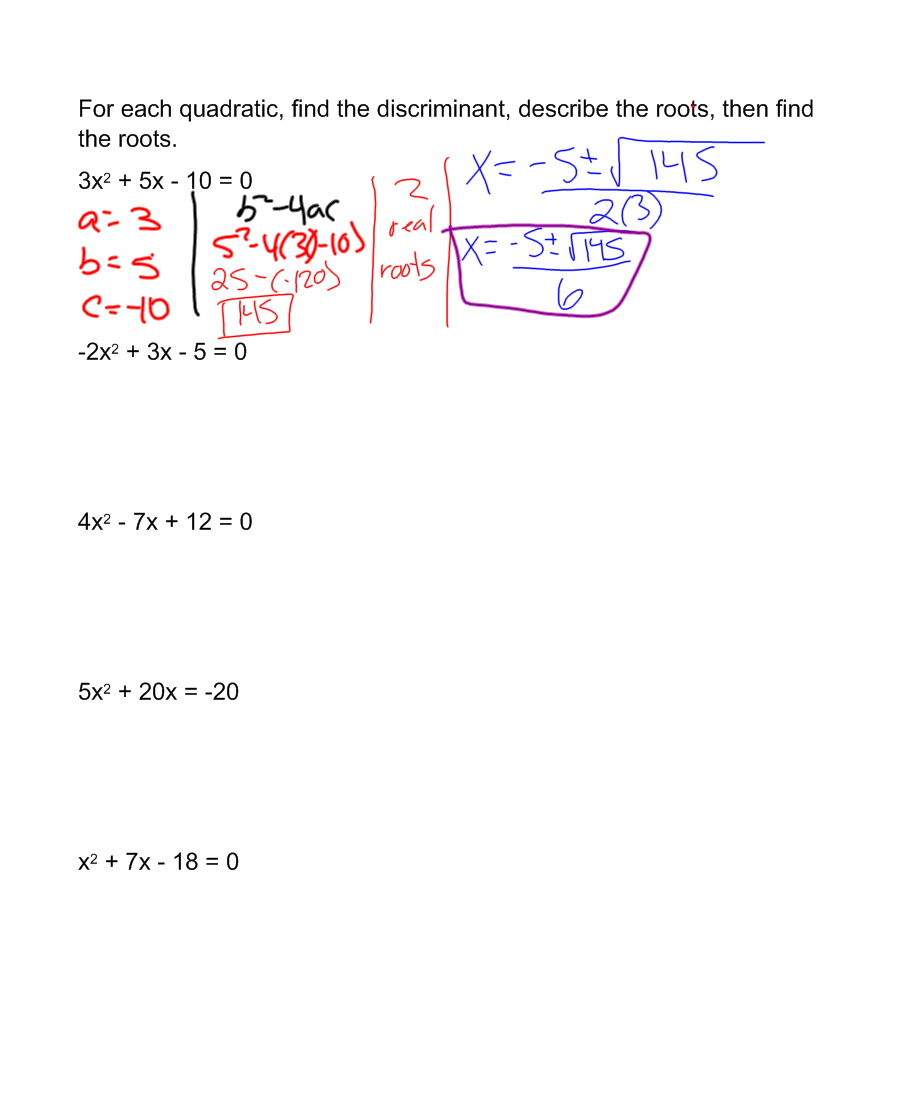 For each quadratic, find the discriminant, describe the roots, then find
the roots.
3x² + 5x - 10 = 0
a = 3
b = 5
c = -10
b² - 4ac
5² - 4(3)(-10)
25 - (-120)
145
2
real
roots
X = -5 ± √145
2(3)
X = -5 ± √145
6
-2x² + 3x - 5 = 0
4x² - 7x + 12 = 0
5x² + 20x = -20
x² + 7x - 18 = 0